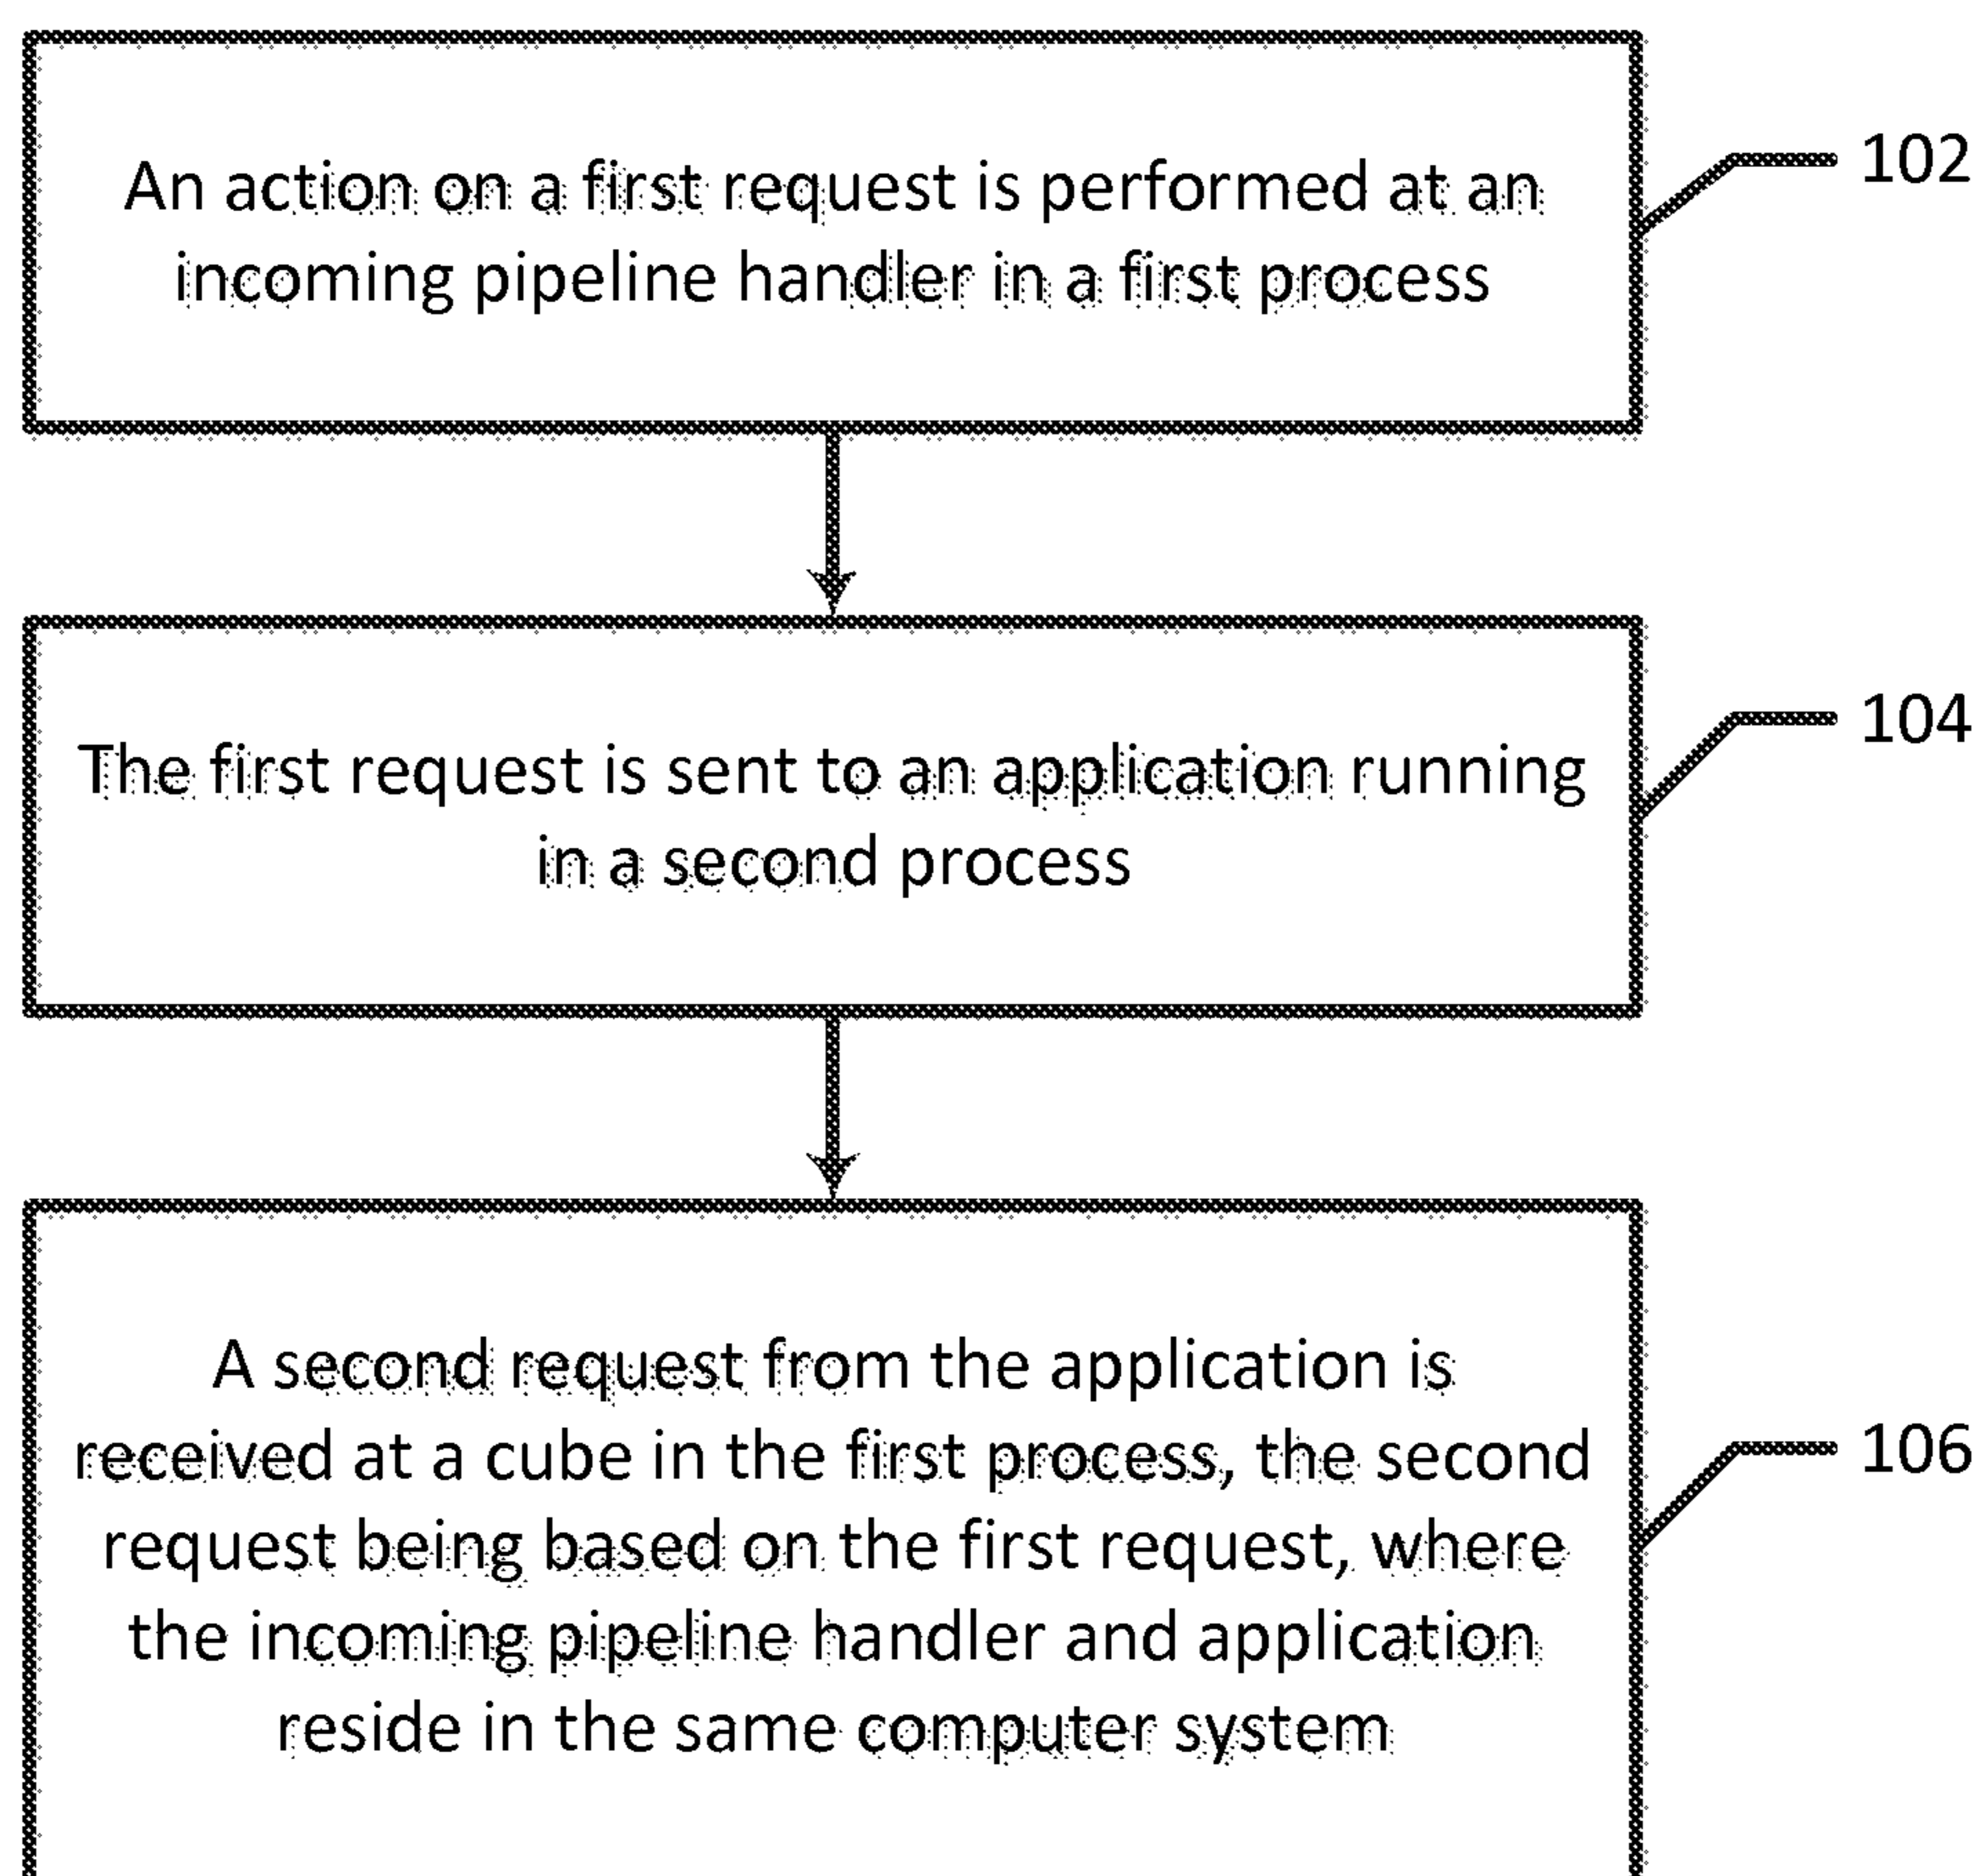 An action on a first request is performed at an
incoming pipeline handler in a first process
102
The first request is sent to an application running
in a second process
104
A second request from the application is
received at a cube in the first process, the second
request being based on the first request, where
the incoming pipeline handler and application
reside in the same computer system
106